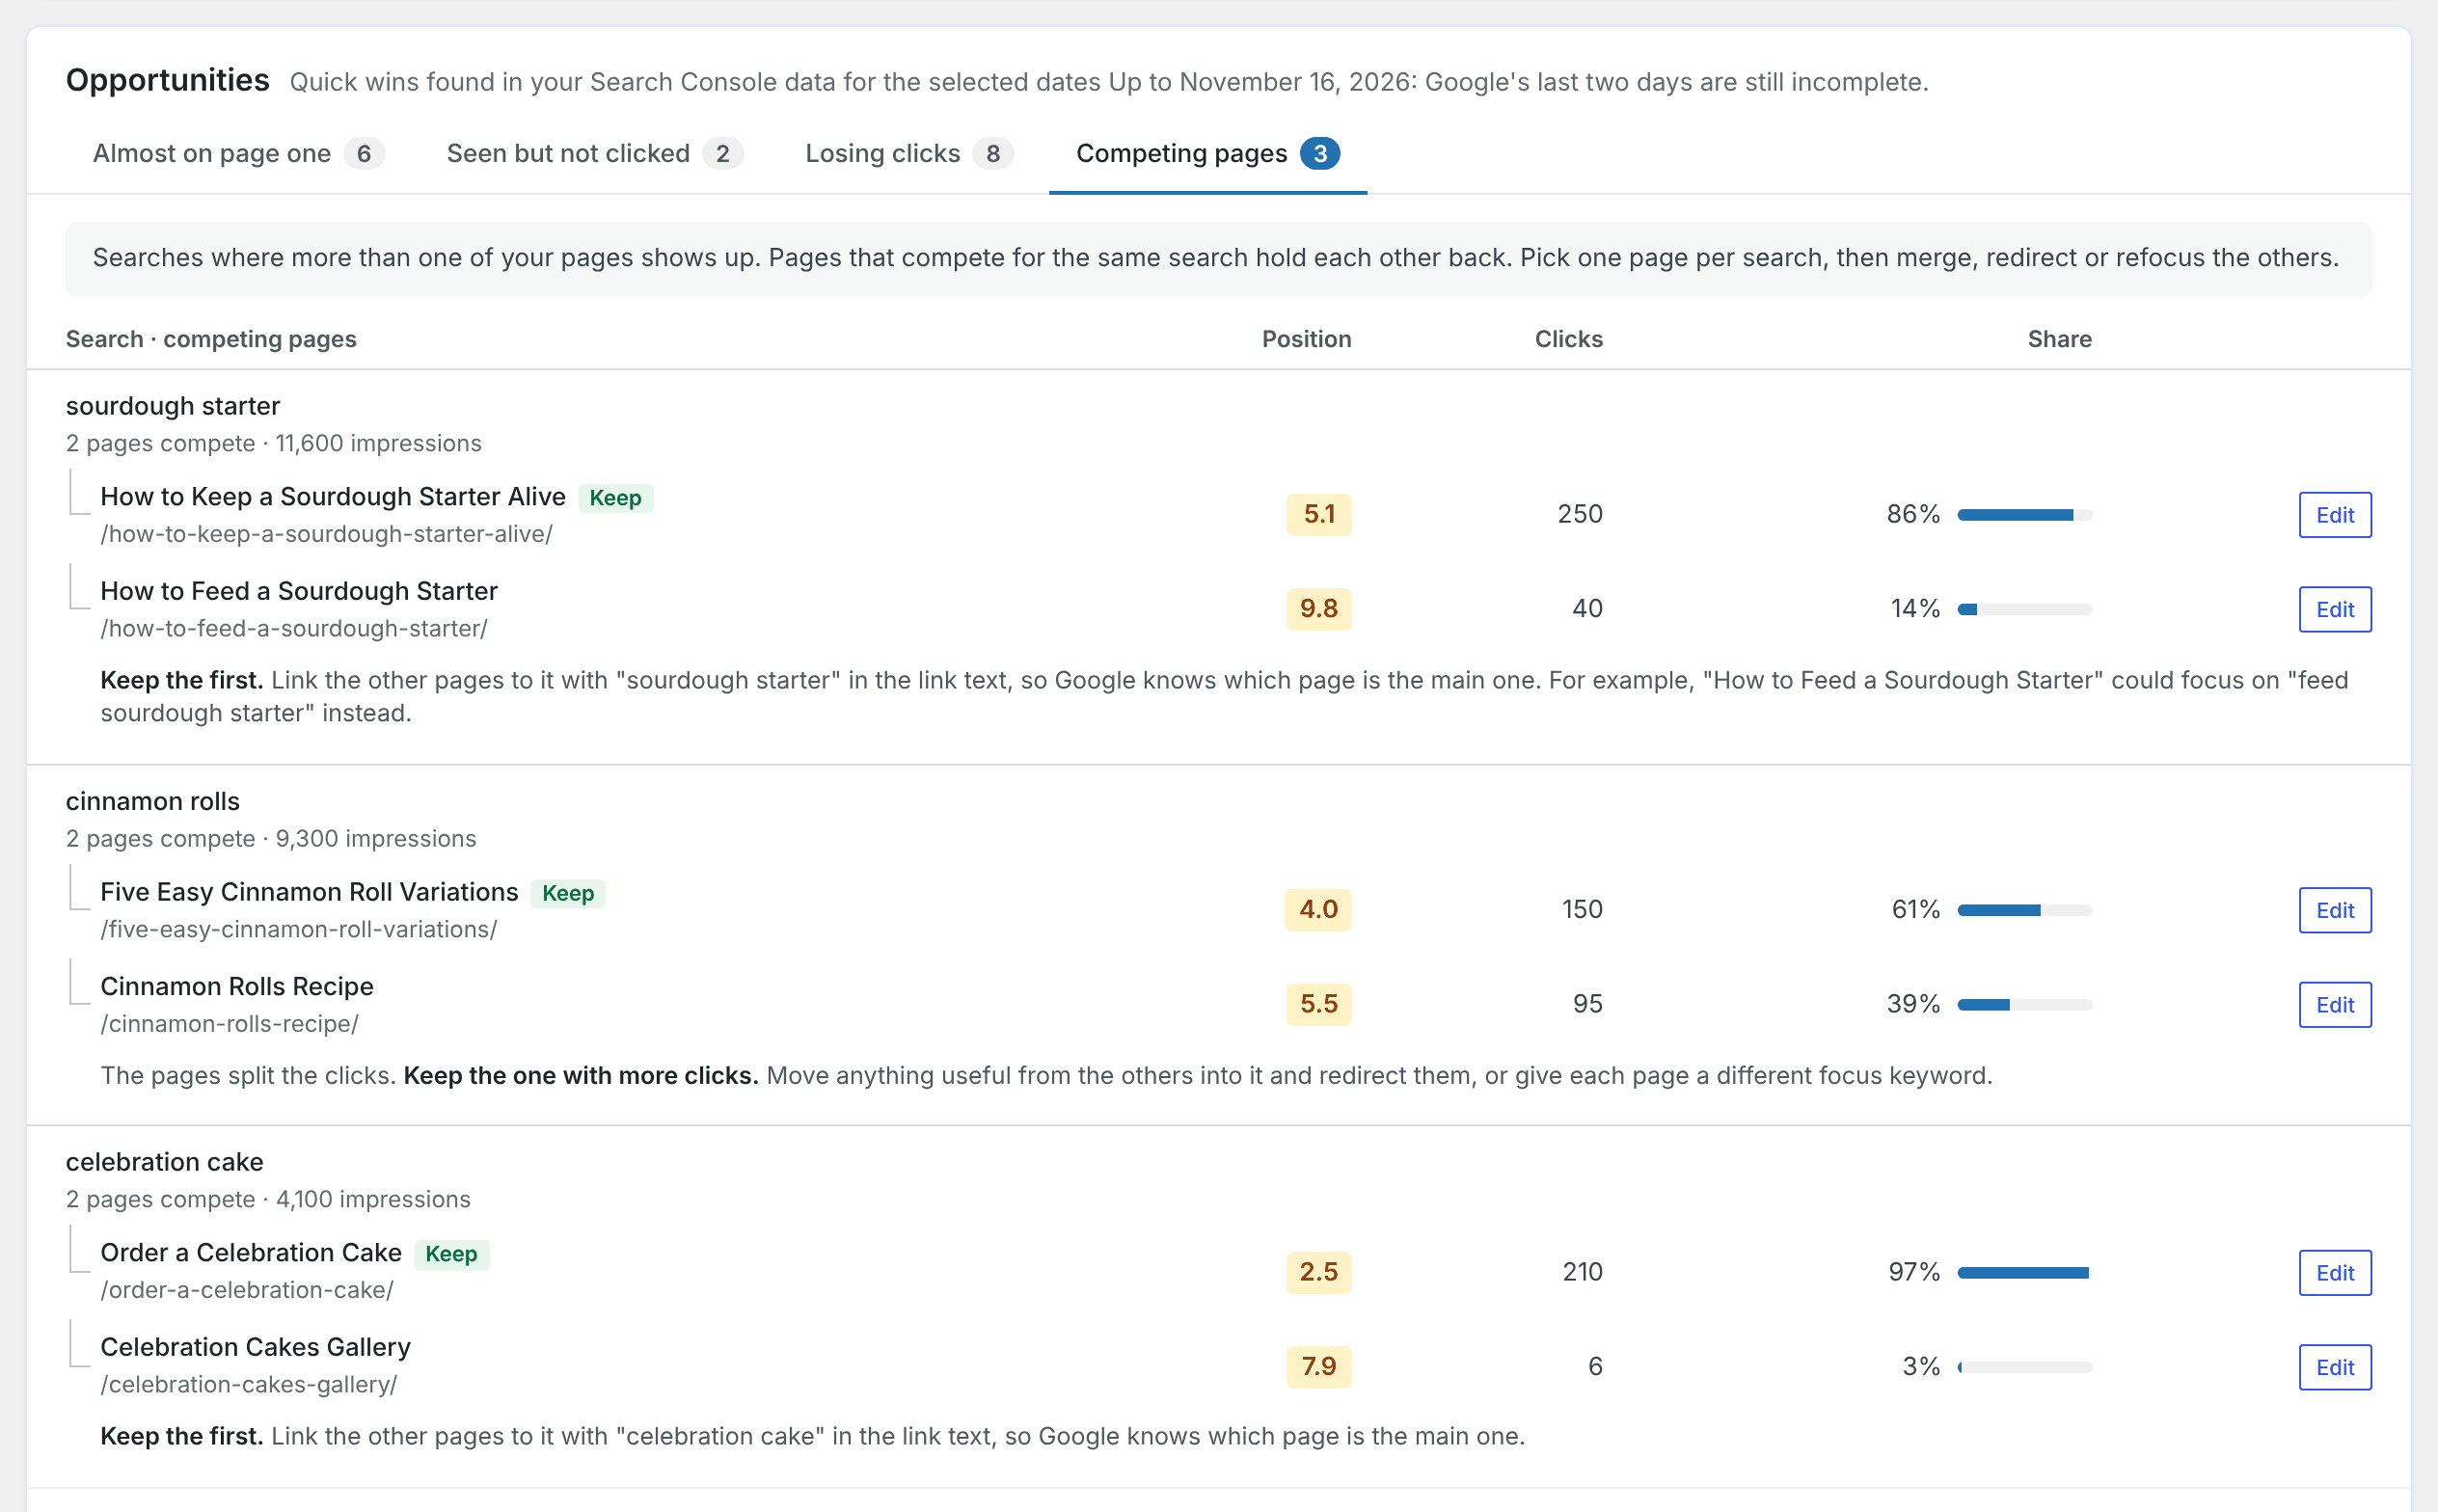 Opportunities Quick wins found in your Search Console data for the selected dates Up to November 16, 2026: Google's last two days are still incomplete.
Almost on page one 6 Seen but not clicked 2 Losing clicks 8 Competing pages 3
Searches where more than one of your pages shows up. Pages that compete for the same search hold each other back. Pick one page per search, then merge, redirect or refocus the others.
Search · competing pages Position Clicks Share
sourdough starter
2 pages compete · 11,600 impressions
How to Keep a Sourdough Starter Alive Keep 5.1 250 86% Edit
/how-to-keep-a-sourdough-starter-alive/
How to Feed a Sourdough Starter 9.8 40 14% Edit
/how-to-feed-a-sourdough-starter/
Keep the first. Link the other pages to it with "sourdough starter" in the link text, so Google knows which page is the main one. For example, "How to Feed a Sourdough Starter" could focus on "feed
sourdough starter" instead.
cinnamon rolls
2 pages compete · 9,300 impressions
Five Easy Cinnamon Roll Variations Keep 4.0 150 61% Edit
/five-easy-cinnamon-roll-variations/
Cinnamon Rolls Recipe 5.5 95 39% Edit
/cinnamon-rolls-recipe/
The pages split the clicks. Keep the one with more clicks. Move anything useful from the others into it and redirect them, or give each page a different focus keyword.
celebration cake
2 pages compete · 4,100 impressions
Order a Celebration Cake Keep 2.5 210 97% Edit
/order-a-celebration-cake/
Celebration Cakes Gallery 7.9 6 3% Edit
/celebration-cakes-gallery/
Keep the first. Link the other pages to it with "celebration cake" in the link text, so Google knows which page is the main one.